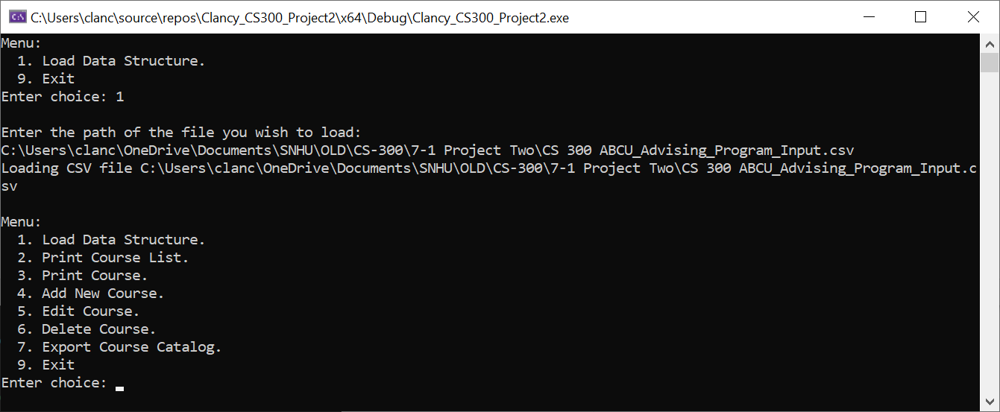 C:\Users\clanc\source\repos\Clancy_CS300_Project2\x64\Debug\Clancy_CS300_Project2.exe
Menu:
  1. Load Data Structure.
  9. Exit
Enter choice: 1

Enter the path of the file you wish to load:
C:\Users\clanc\OneDrive\Documents\SNHU\OLD\CS-300\7-1 Project Two\CS 300 ABCU_Advising_Program_Input.csv
Loading CSV file C:\Users\clanc\OneDrive\Documents\SNHU\OLD\CS-300\7-1 Project Two\CS 300 ABCU_Advising_Program_Input.c
sv

Menu:
  1. Load Data Structure.
  2. Print Course List.
  3. Print Course.
  4. Add New Course.
  5. Edit Course.
  6. Delete Course.
  7. Export Course Catalog.
  9. Exit
Enter choice: